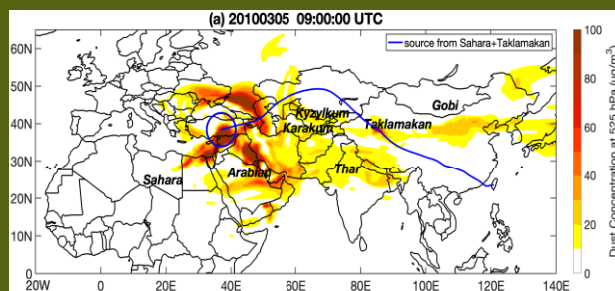 (a) 20100305 09:00:00 UTC
source from Sahara+Taklamakan
60N
50N
40N
30N
20N
10N
Gobi
Kyzylkum
Karakum
Taklamakan
Sahara
Arabian
Thar
20W
0
20E
40E
60E
80E
100E
120E
140E
100
80
60
40
20
0
Dust Concentration at
hPa (μg/m³)